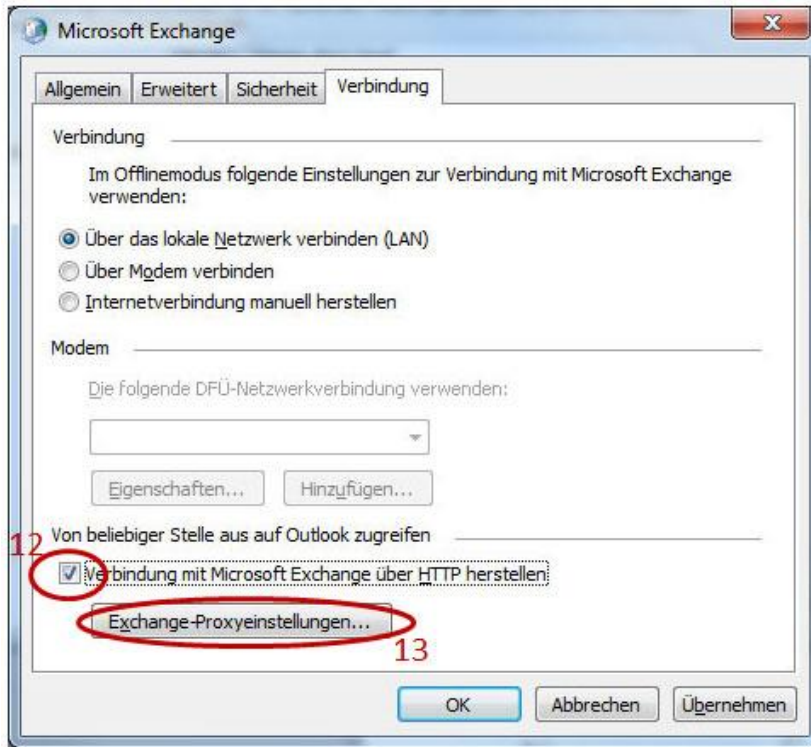 Microsoft Exchange
Allgemein Erweitert Sicherheit Verbindung
Verbindung
Im Offlinemodus folgende Einstellungen zur Verbindung mit Microsoft Exchange
verwenden:
Über das lokale Netzwerk verbinden (LAN)
Über Modem verbinden
Internetverbindung manuell herstellen
Modem
Die folgende DFÜ-Netzwerkverbindung verwenden:
Eigenschaften... Hinzufügen...
Von beliebiger Stelle aus auf Outlook zugreifen
12
Verbindung mit Microsoft Exchange über HTTP herstellen
Exchange-Proxyeinstellungen...
13
OK Abbrechen Übernehmen